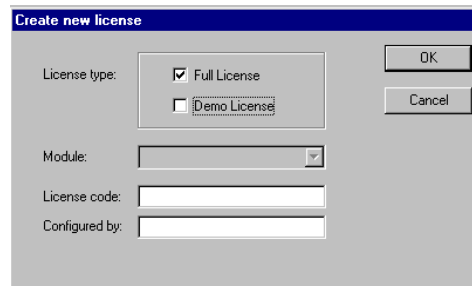 Create new license
License type:
Full License
Demo License
OK
Cancel
Module:
License code:
Configured by: